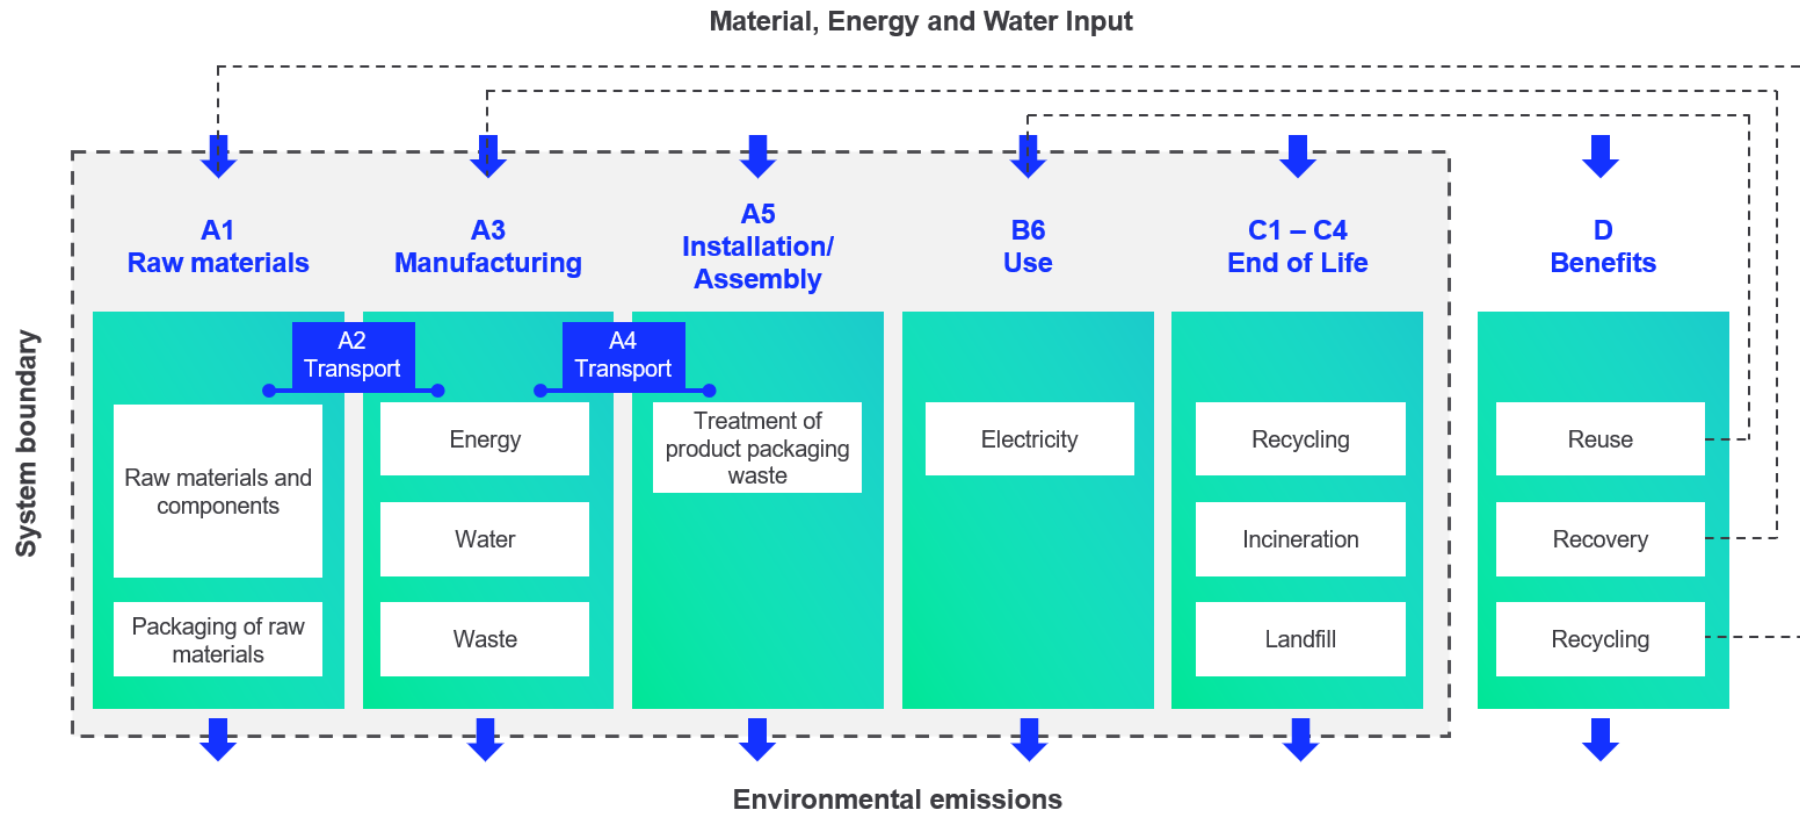 Material, Energy and Water Input
System boundary
A1
Raw materials
A3
Manufacturing
A5
Installation/
Assembly
B6
Use
C1 – C4
End of Life
D
Benefits
A2
Transport
A4
Transport
Raw materials and
components
Packaging of raw
materials
Energy
Water
Waste
Treatment of
product packaging
waste
Electricity
Recycling
Incineration
Landfill
Reuse
Recovery
Recycling
Environmental emissions